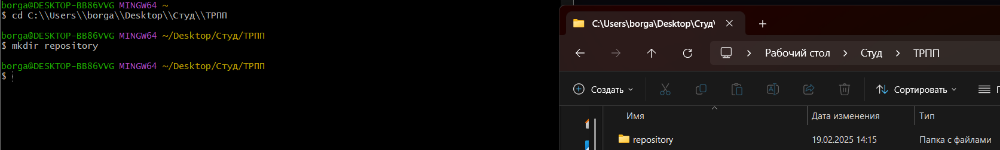 borga@DESKTOP-BB86VVG MINGW64 ~
$ cd C:\\Users\\borga\\Desktop\\Студ\\ТРПП
borga@DESKTOP-BB86VVG MINGW64 ~/Desktop/Студ/ТРПП
$ mkdir repository
borga@DESKTOP-BB86VVG MINGW64 ~/Desktop/Студ/ТРПП
$
C:\Users\borga\Desktop\Студ\
Рабочий стол > Студ > ТРПП
Создать Сортировать
Имя Дата изменения Тип
repository 19.02.2025 14:15 Папка с файлами